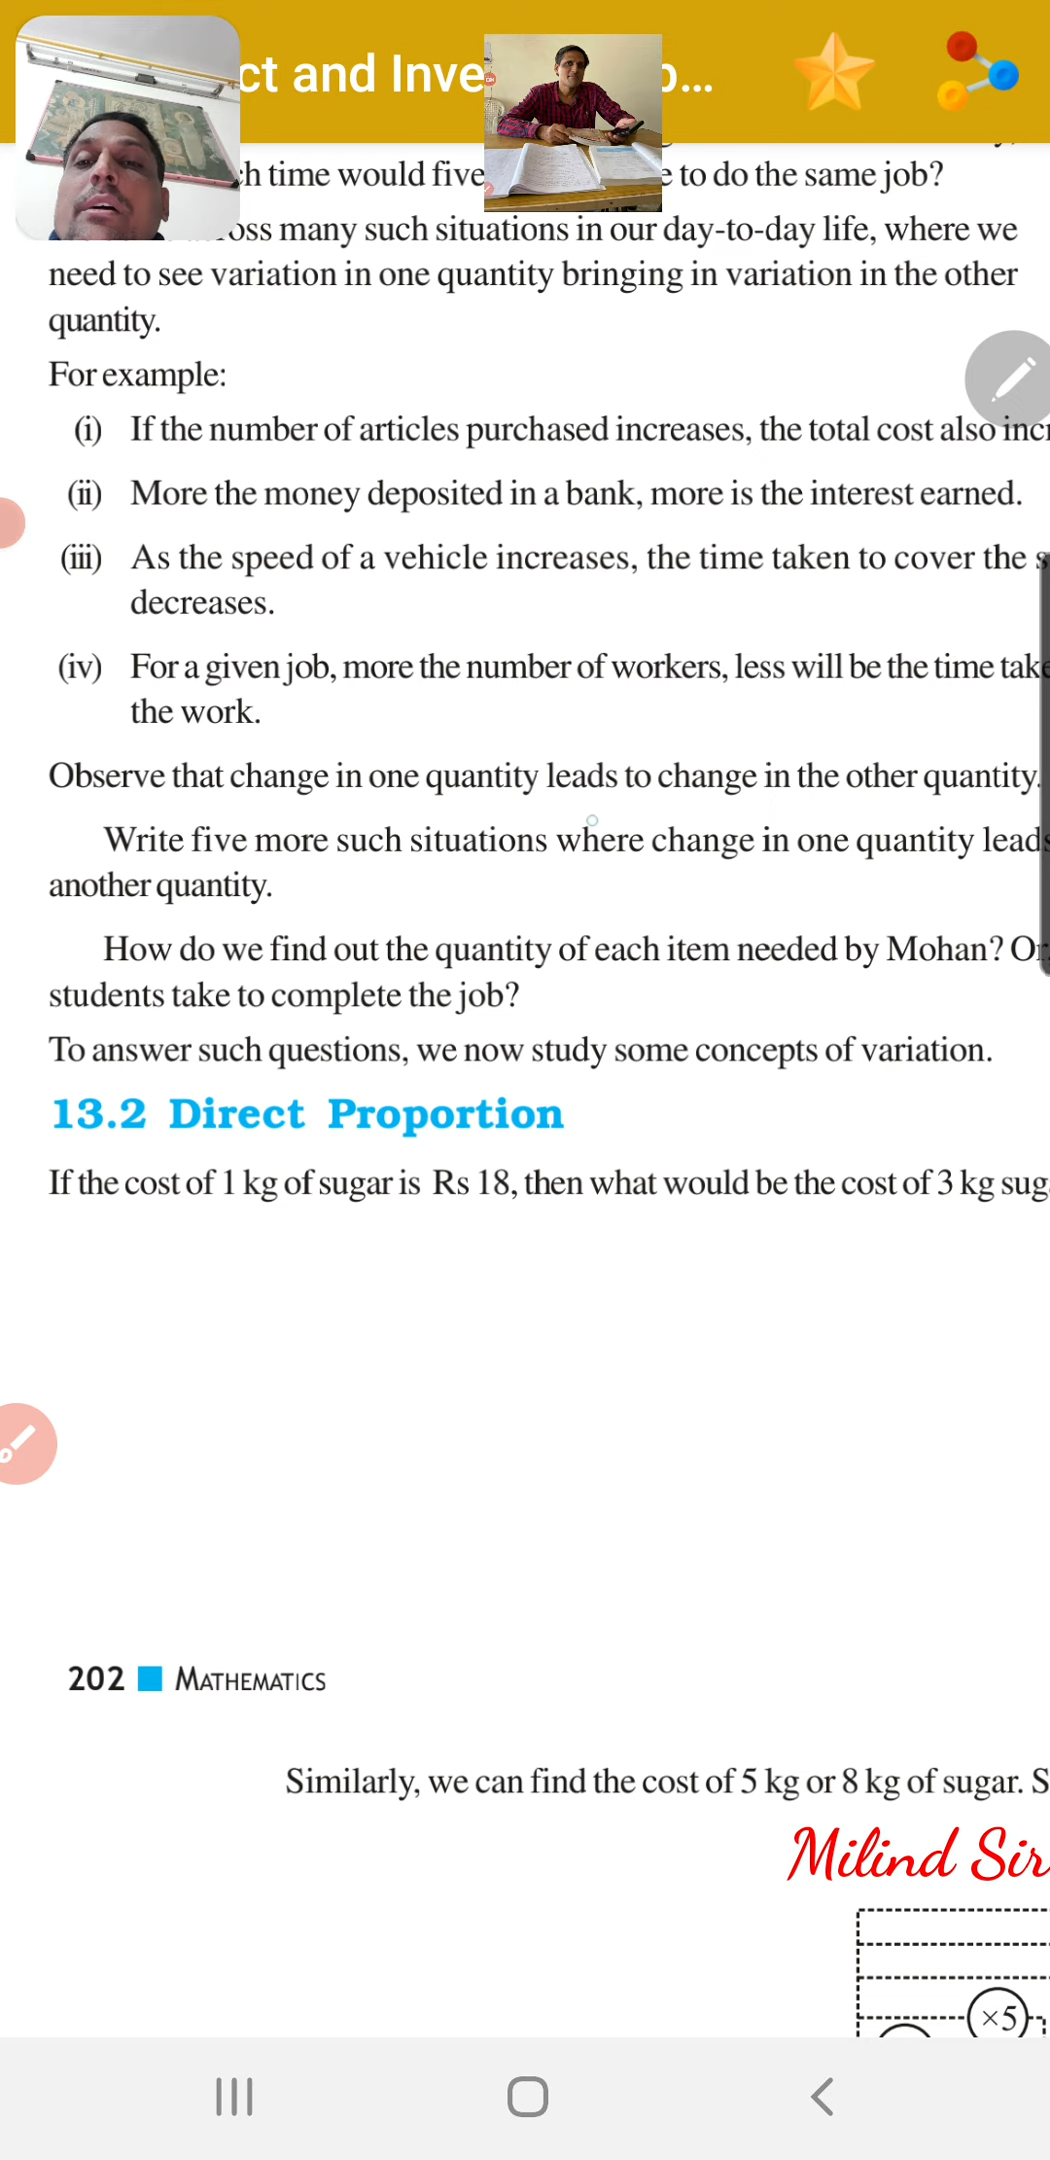 ct and Inve
...
time would five to do the same job?
many such situations in our day-to-day life, where we
need to see variation in one quantity bringing in variation in the other
quantity.
For example:
(i) If the number of articles purchased increases, the total cost also inc
(ii) More the money deposited in a bank, more is the interest earned.
(iii) As the speed of a vehicle increases, the time taken to cover the
decreases.
(iv) For a given job, more the number of workers, less will be the time tak
the work.
Observe that change in one quantity leads to change in the other quantity.
Write five more such situations where change in one quantity lead
another quantity.
How do we find out the quantity of each item needed by Mohan? Or
students take to complete the job?
To answer such questions, we now study some concepts of variation.
13.2 Direct Proportion
If the cost of 1 kg of sugar is Rs 18, then what would be the cost of 3 kg sug
202 MATHEMATICS
Similarly, we can find the cost of 5 kg or 8 kg of sugar. S
Milind Sir
×5